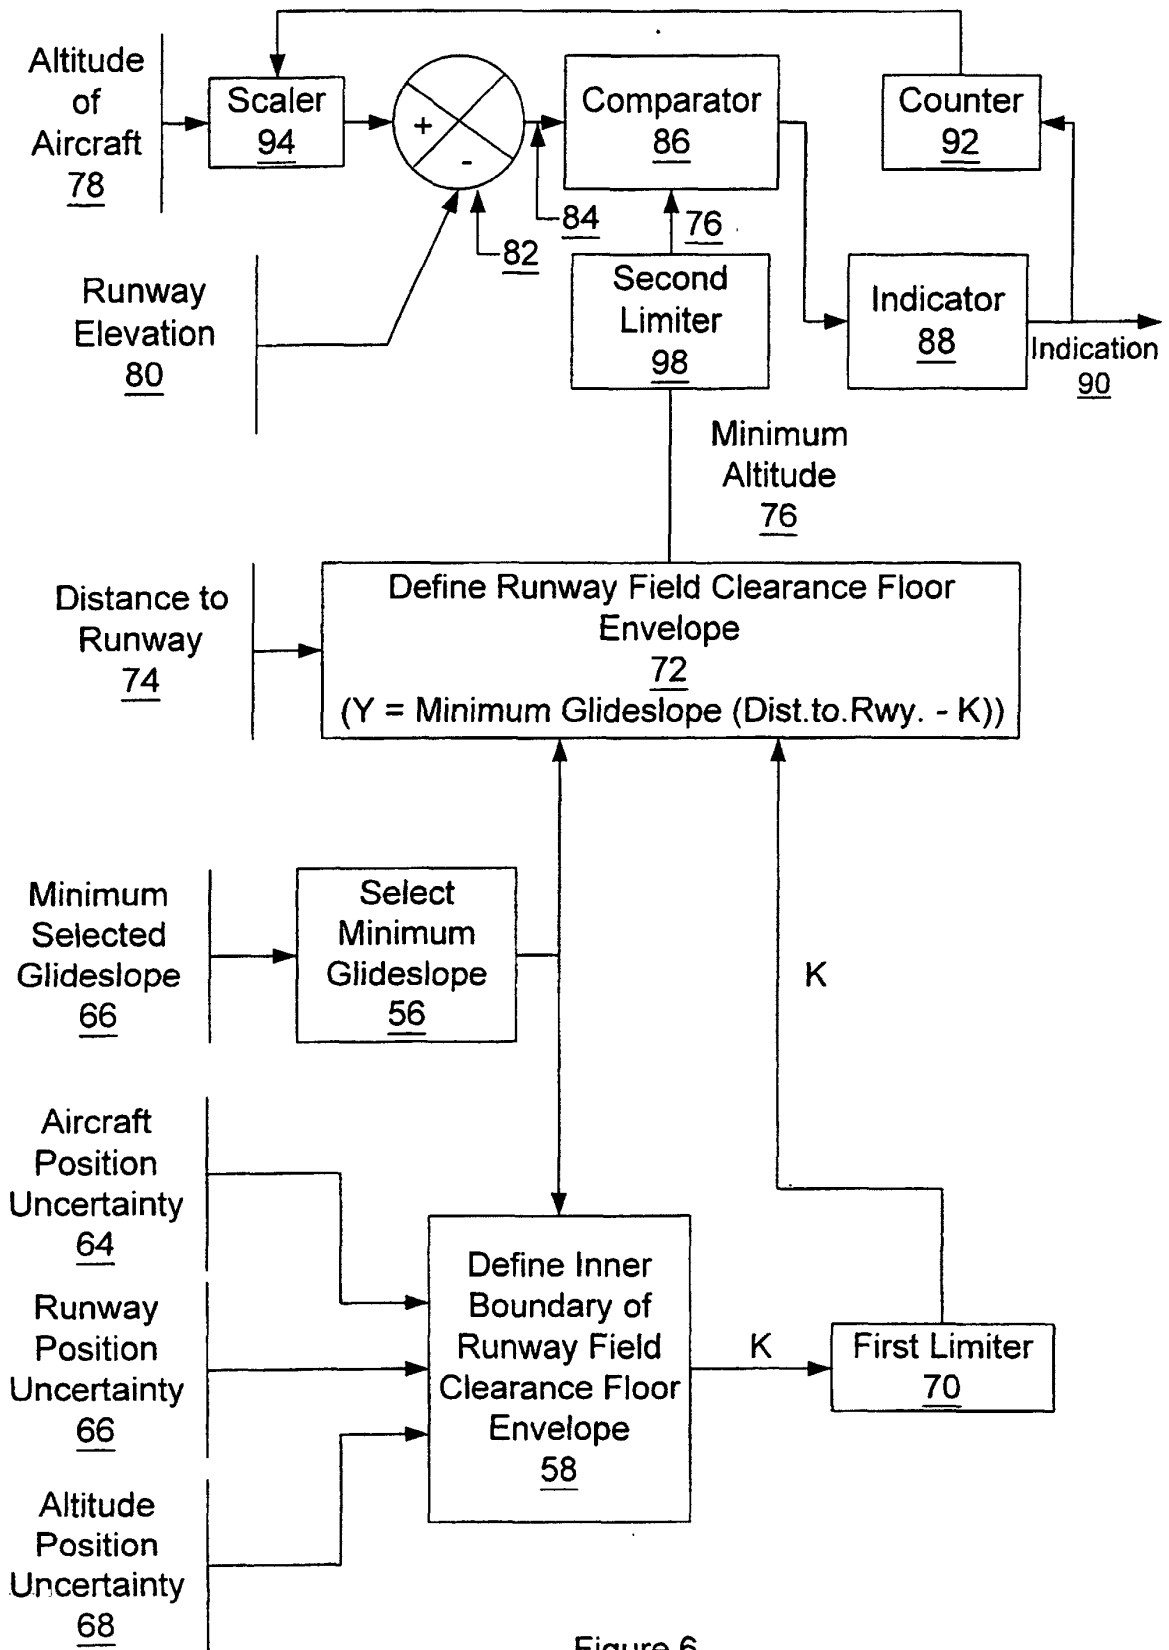 Altitude
of
Aircraft
78
Scaler
94
+
-
Comparator
86
Counter
92
84
82
76
Runway
Elevation
80
Second
Limiter
98
Indicator
88
Indication
90
Minimum
Altitude
76
Distance to
Runway
74
Define Runway Field Clearance Floor
Envelope
72
(Y = Minimum Glideslope (Dist.to.Rwy. - K))
Minimum
Selected
Glideslope
66
Select
Minimum
Glideslope
56
K
Aircraft
Position
Uncertainty
64
Runway
Position
Uncertainty
66
Altitude
Position
Uncertainty
68
Define Inner
Boundary of
Runway Field
Clearance Floor
Envelope
58
K
First Limiter
70
Figure 6